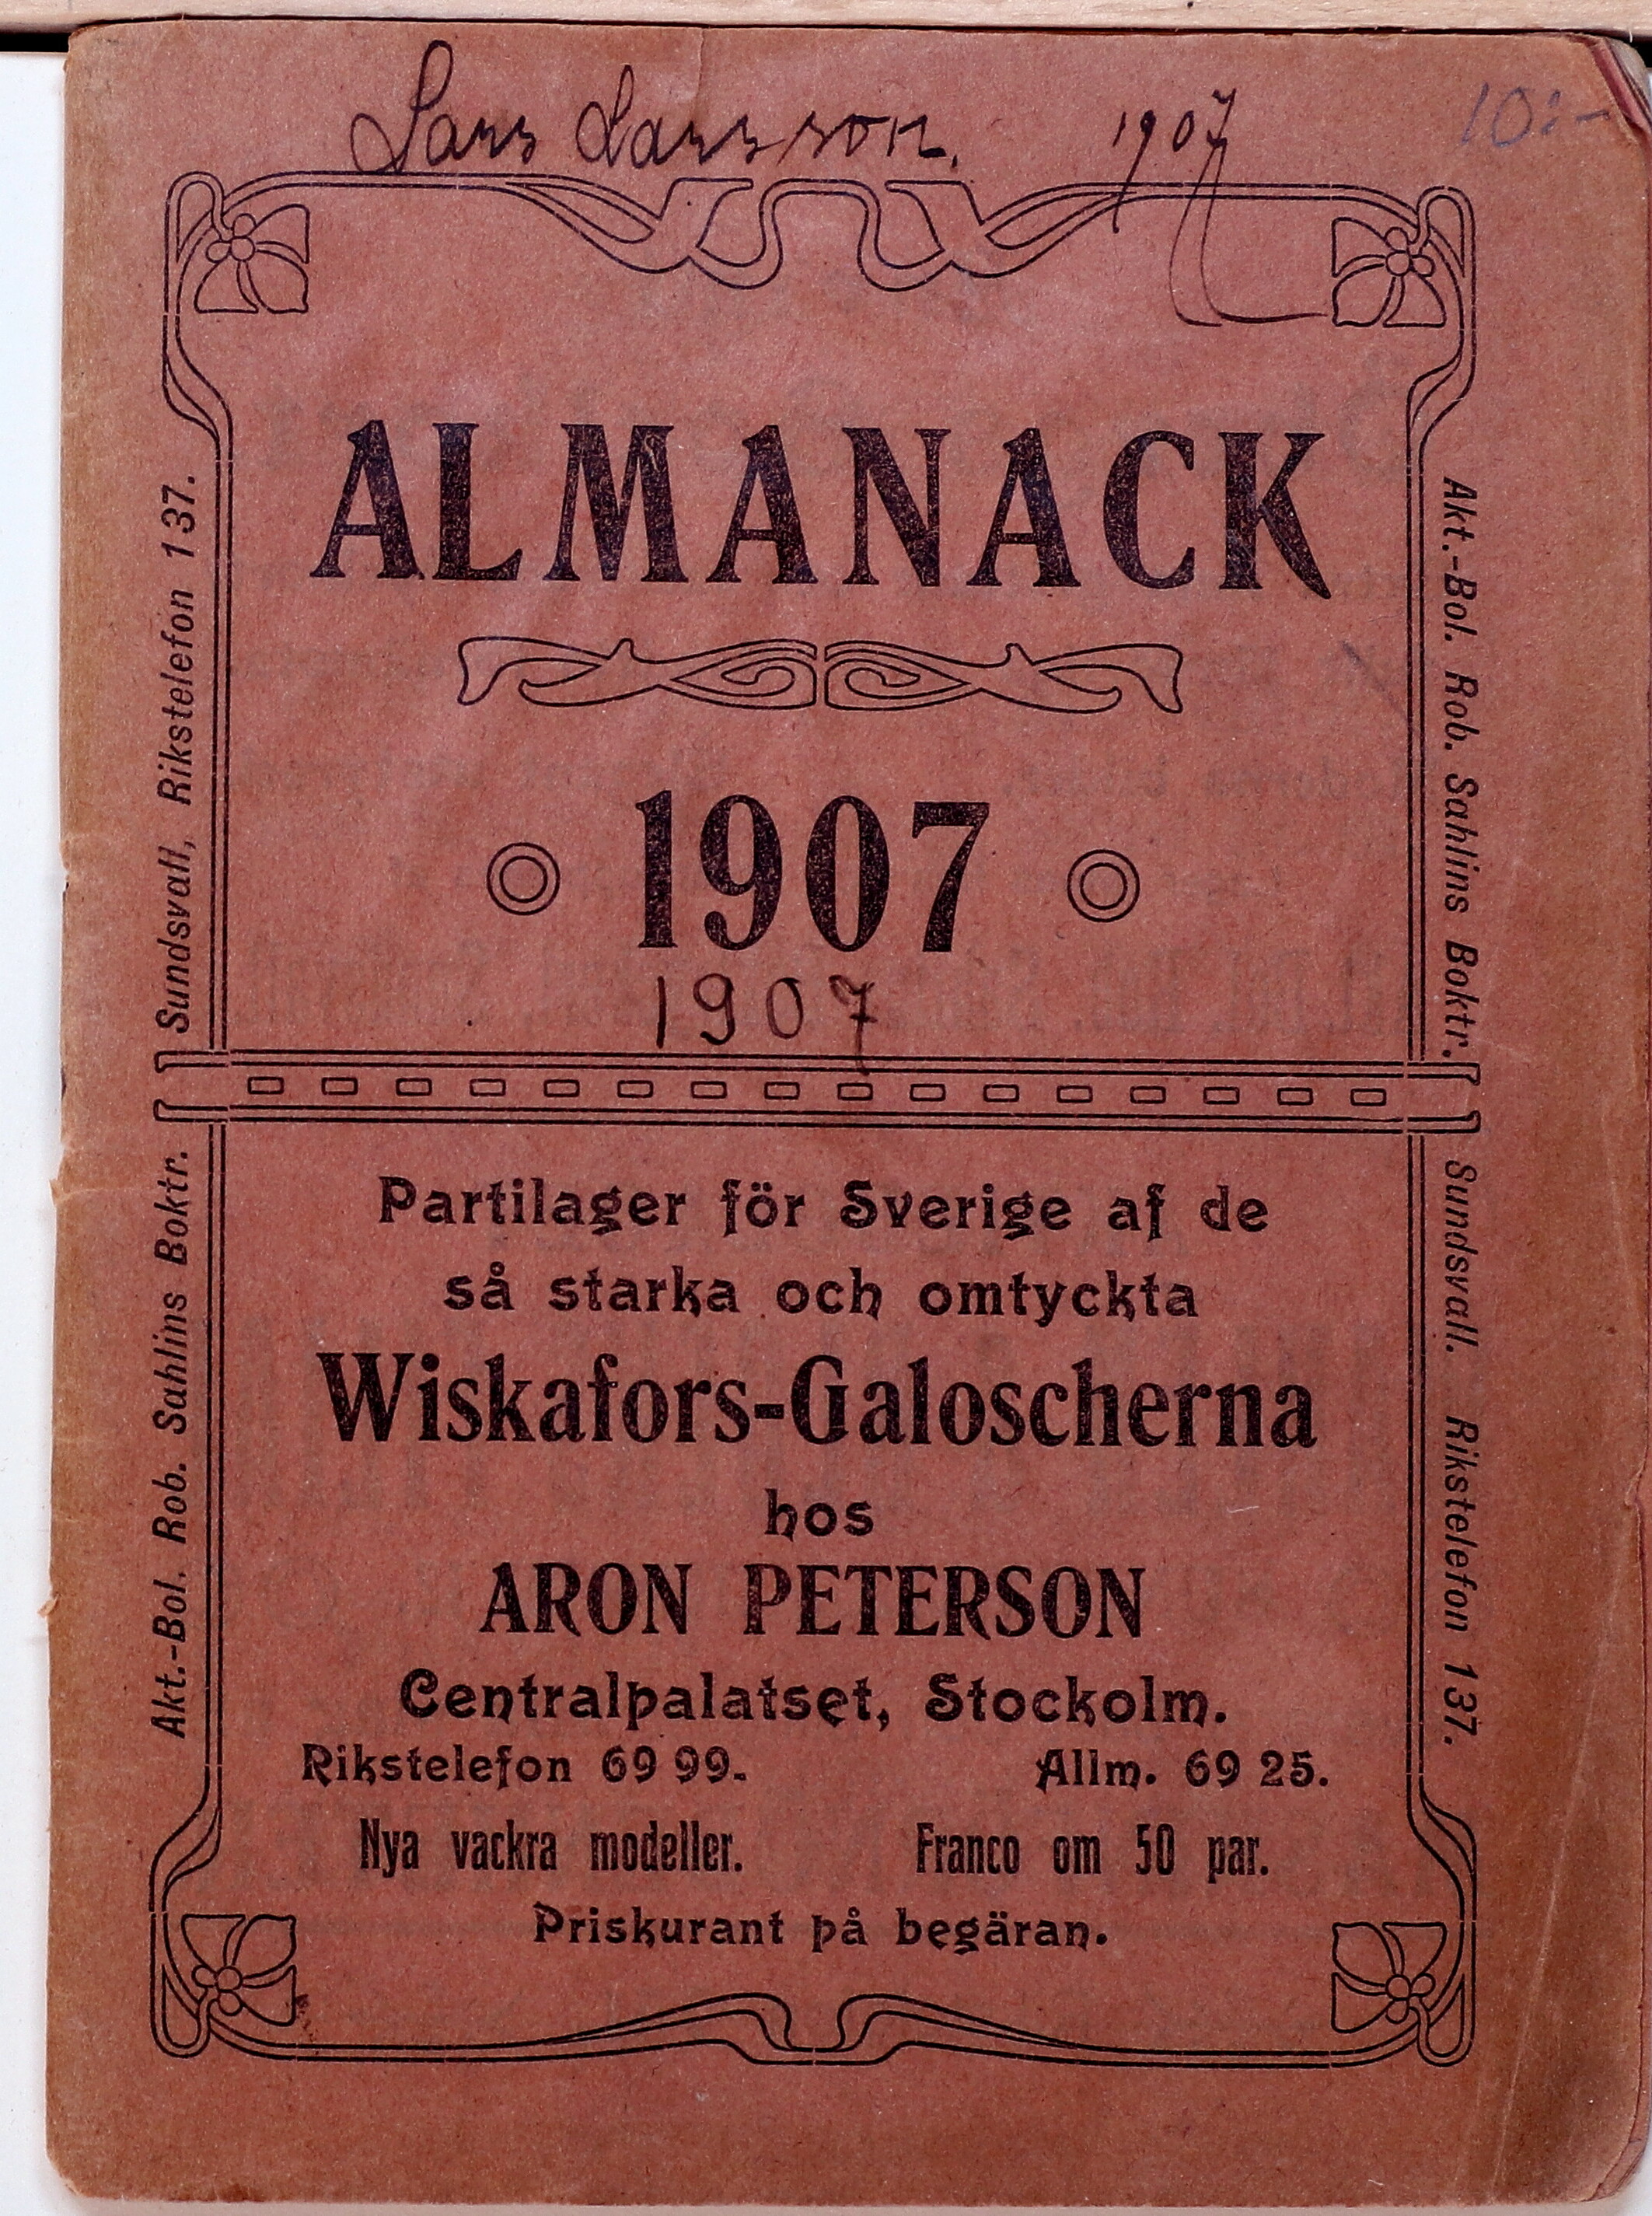 Lars Larsson. 1907
10:-
ALMANACK
1907
1907
Sundsvall, Rikstelefon 137.
Akt.-Bol. Rob. Sahlins Boktr.
Akt.-Bol. Rob. Sahlins Boktr.
Sundsvall. Rikstelefon 137.
Partilager för Sverige af de
så starka och omtyckta
Wiskafors-Galoscherna
hos
ARON PETERSON
Centralpalatset, Stockolm.
Rikstelefon 69 99. Allm. 69 25.
Nya vackra modeller. Franco om 50 par.
Priskurant på begäran.